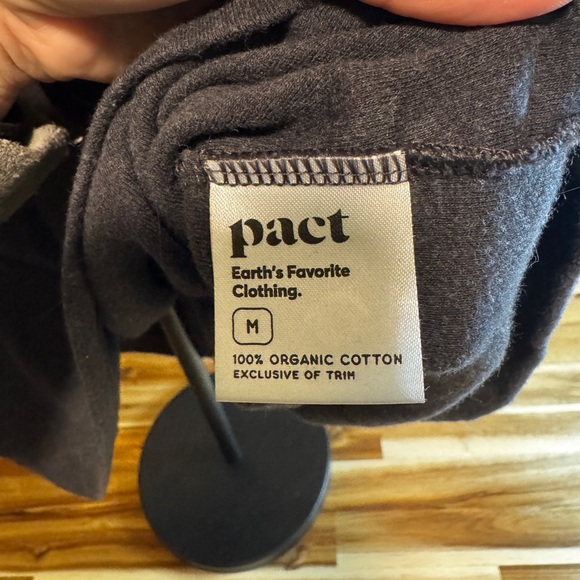 pact
Earth's Favorite
Clothing.
M
100% ORGANIC COTTON
EXCLUSIVE OF TRIM